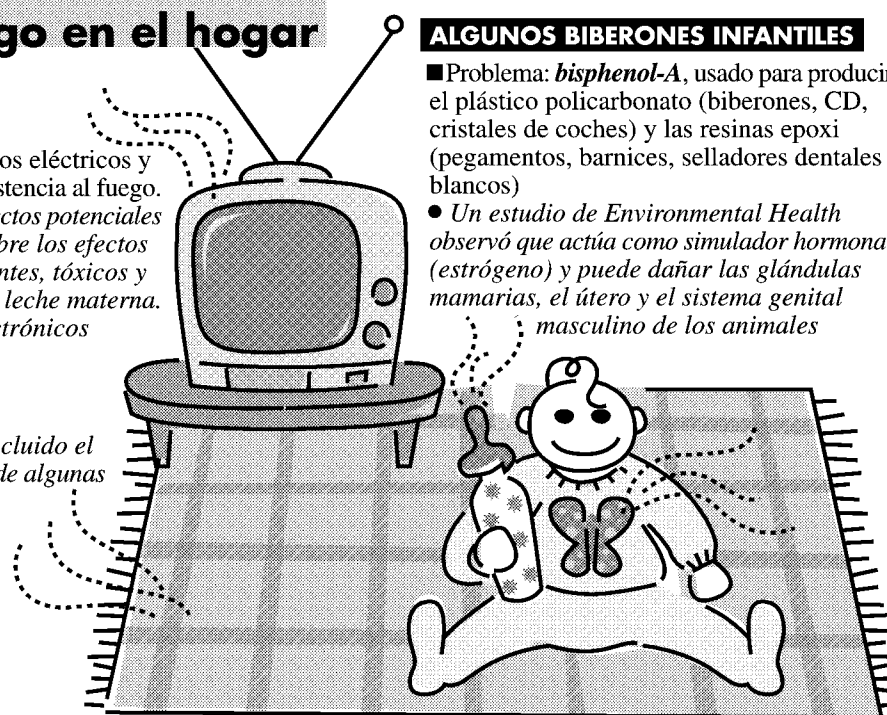 go en el hogar
os eléctricos y
stencia al fuego.
ctos potenciales
bre los efectos
ntes, tóxicos y
leche materna.
strónicos
cluido el
de algunas
ALGUNOS BIBERONES INFANTILES
■Problema: bisphenol-A, usado para producir
el plástico policarbonato (biberones, CD,
cristales de coches) y las resinas epoxi
(pegamentos, barnices, selladores dentales
blancos)
● Un estudio de Environmental Health
observó que actúa como simulador hormona
(estrógeno) y puede dañar las glándulas
mamarias, el útero y el sistema genital
masculino de los animales